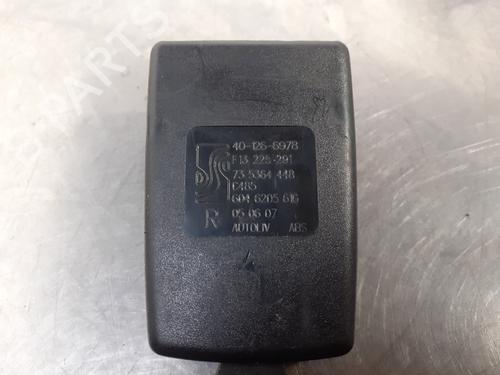 40-126-6978
F13 225-291
73 5364 448
C485
604 6205 616
R 05 06 07
AUTOLIV ABS